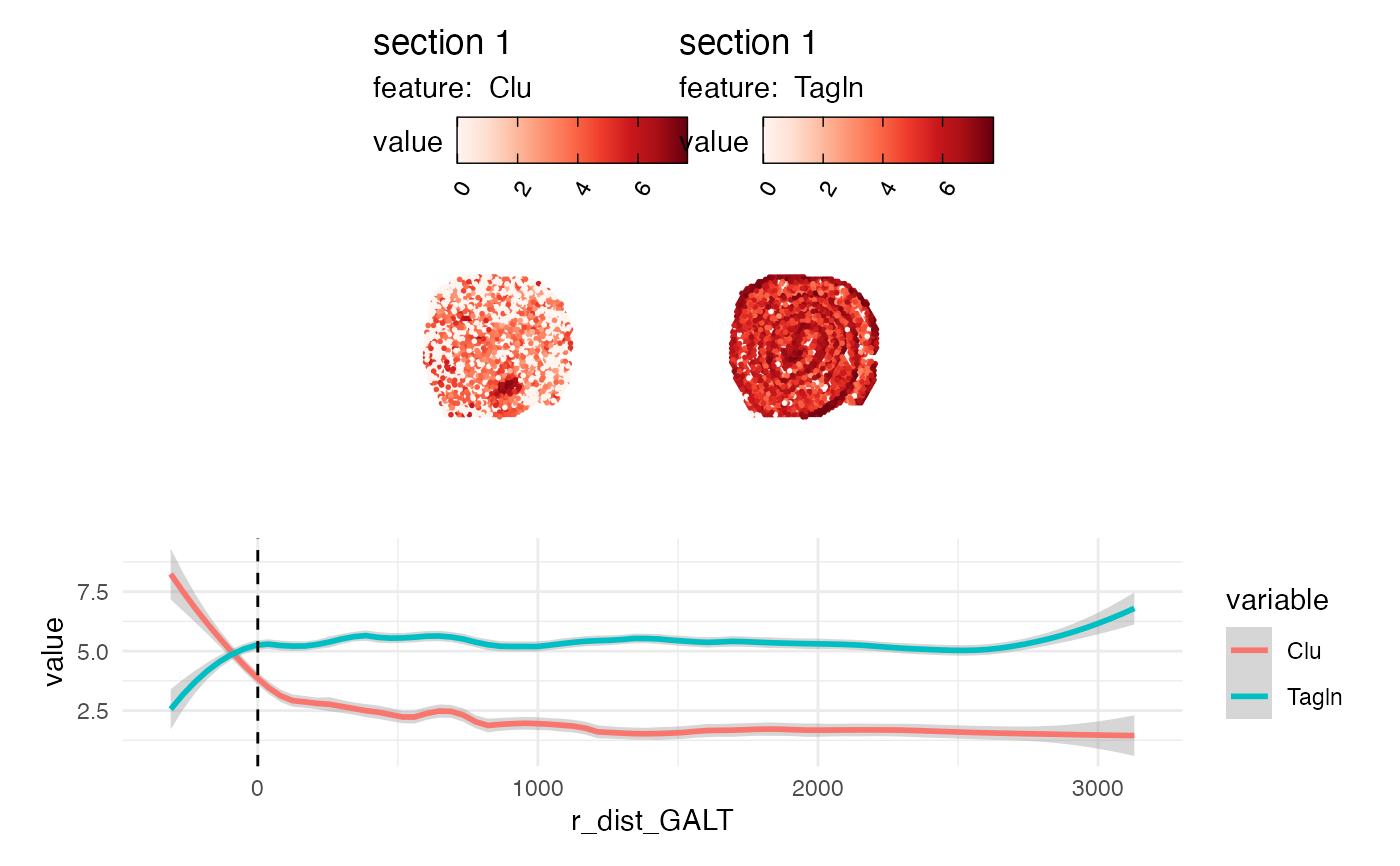 section 1
feature: Clu
value
0 2 4 6
section 1
feature: Tagln
value
0 2 4 6
value
7.5
5.0
2.5
0 1000 2000 3000
r_dist_GALT
variable
Clu
Tagln